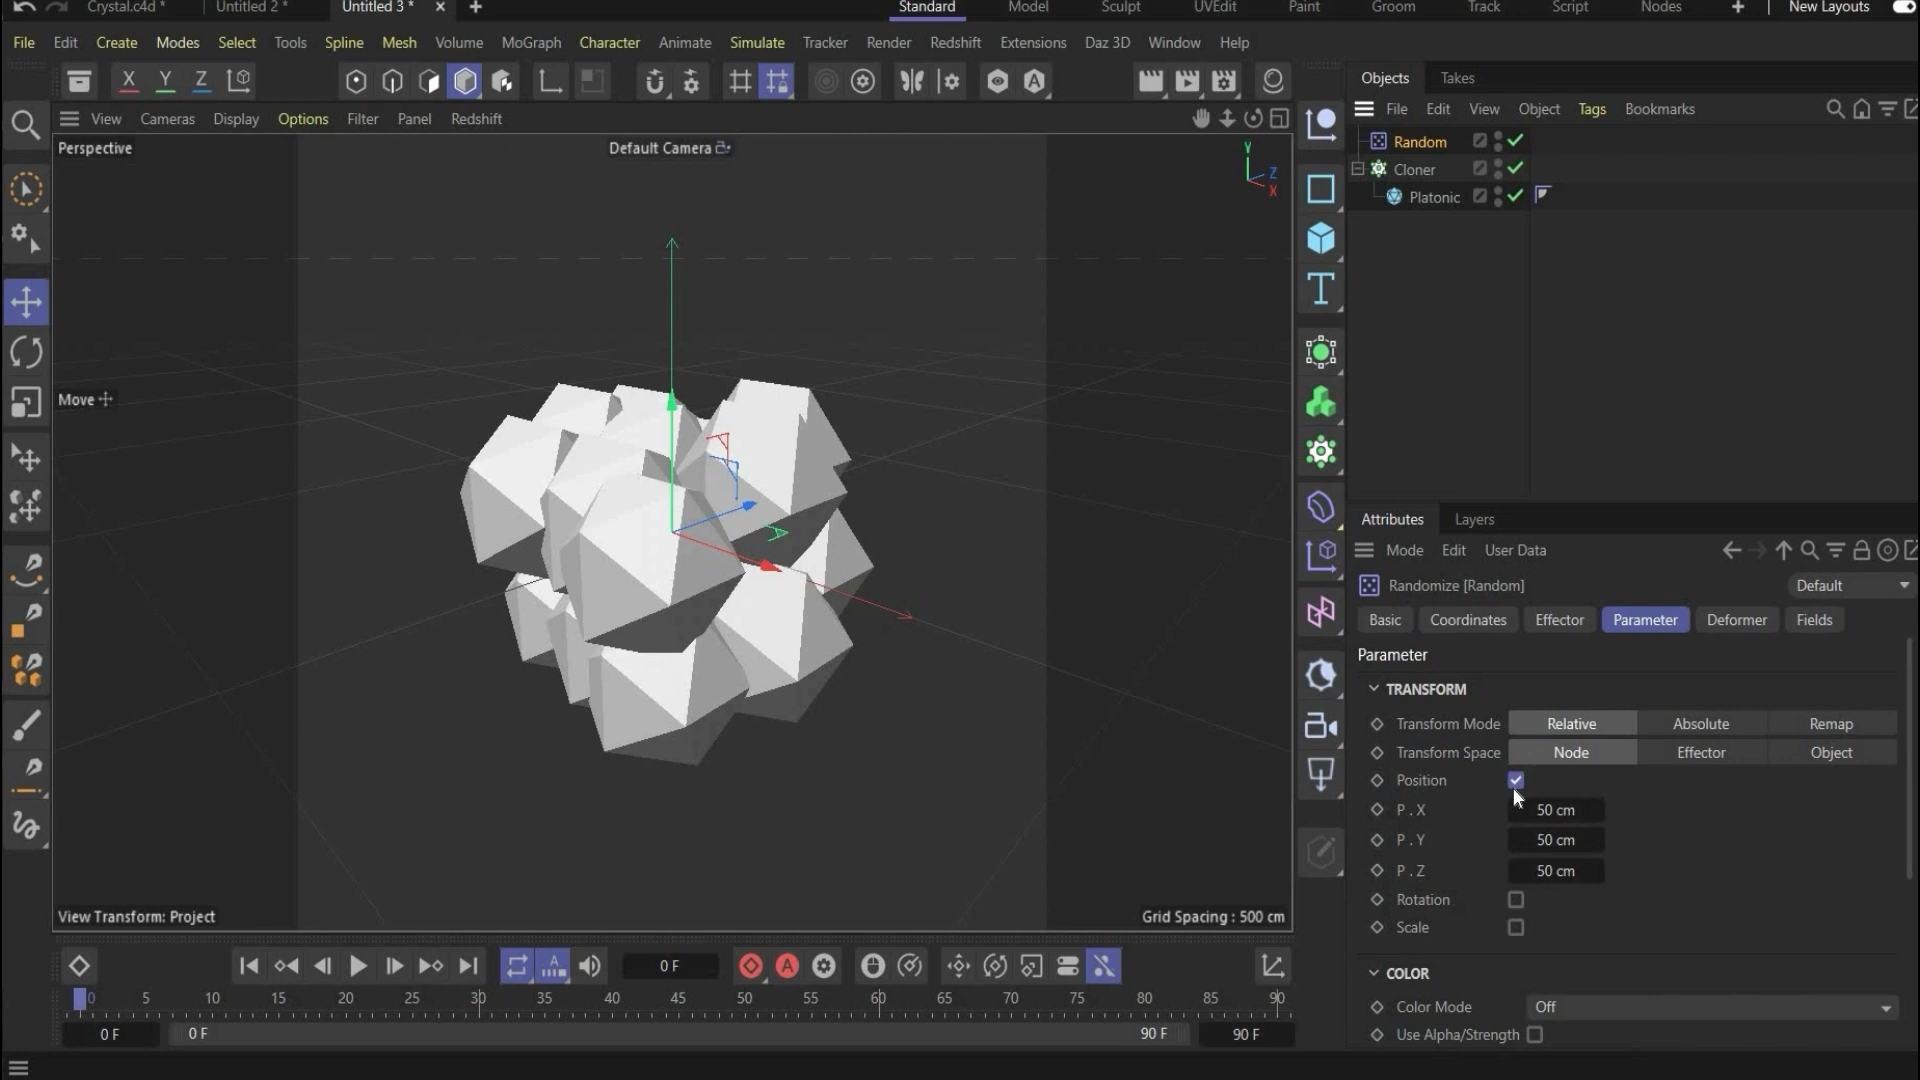 Crystal.c4d * Untitled 2 * Untitled 3 * × + Standard Model Sculpt UVEdit Paint Groom Track Script Nodes + New Layouts
File Edit Create Modes Select Tools Spline Mesh Volume MoGraph Character Animate Simulate Tracker Render Redshift Extensions Daz 3D Window Help
X Y Z
Objects Takes
View Cameras Display Options Filter Panel Redshift
File Edit View Object Tags Bookmarks
Perspective
Default Camera
Y
Z
X
Random
Cloner
Platonic
Move
Attributes Layers
Mode Edit User Data
Randomize [Random] Default
Basic Coordinates Effector Parameter Deformer Fields
Parameter
TRANSFORM
Transform Mode Relative Absolute Remap
Transform Space Node Effector Object
Position
P . X 50 cm
P . Y 50 cm
P . Z 50 cm
Rotation
Scale
COLOR
Color Mode Off
Use Alpha/Strength
View Transform: Project
Grid Spacing : 500 cm
0 F
0 5 10 15 20 25 30 35 40 45 50 55 60 65 70 75 80 85 90
0 F 0 F 90 F 90 F